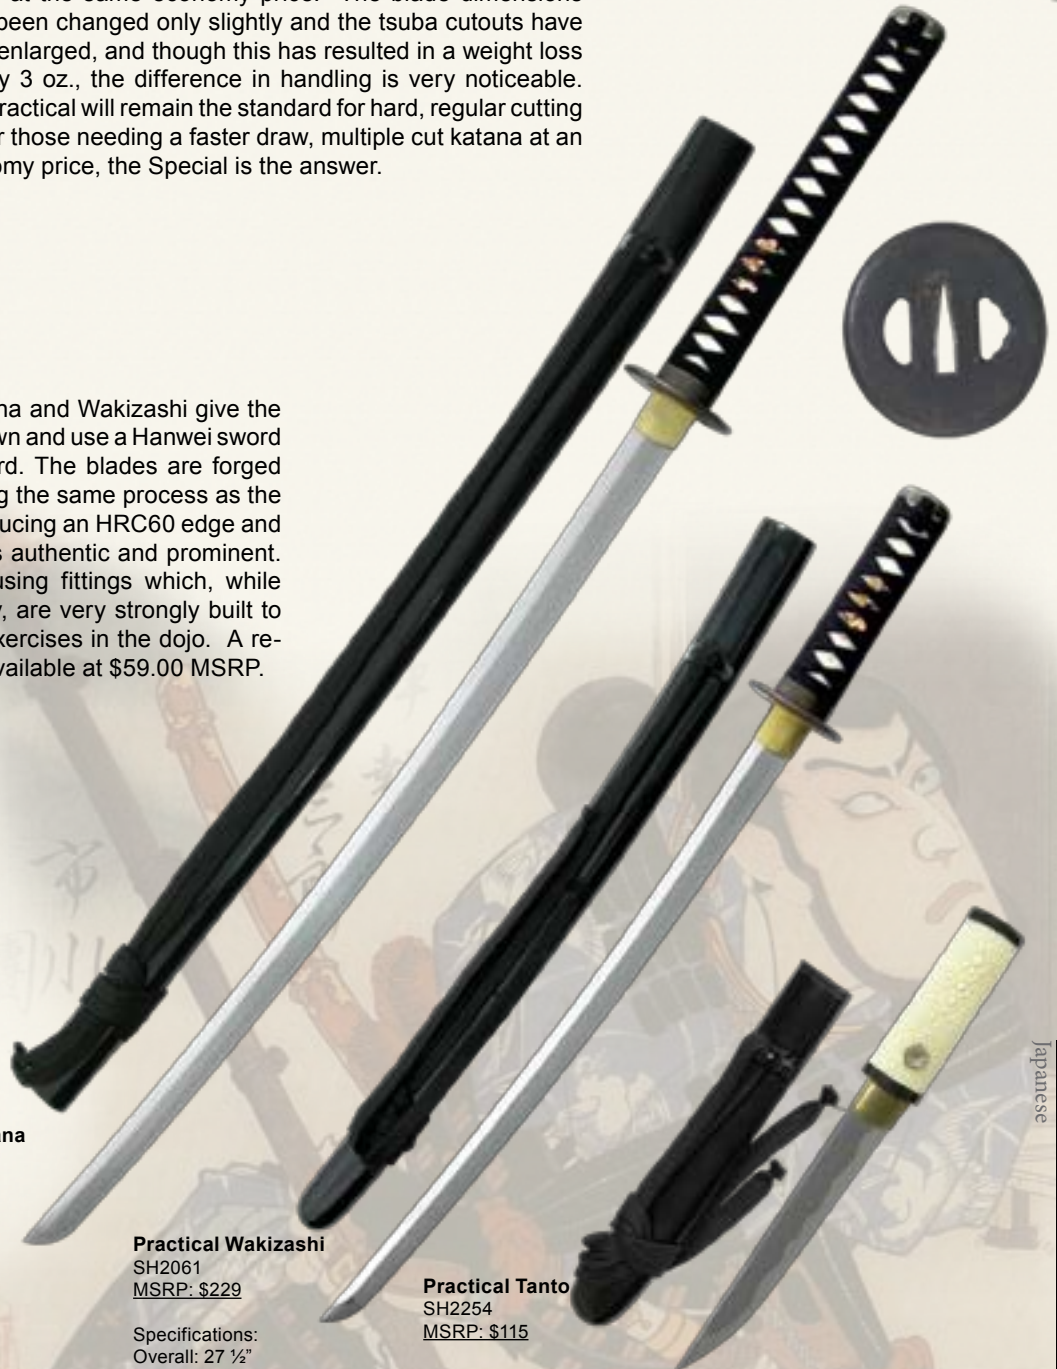 at the same economy price. The blade dimensions
been changed only slightly and the tsuba cutouts have
enlarged, and though this has resulted in a weight loss
y 3 oz., the difference in handling is very noticeable.
ractical will remain the standard for hard, regular cutting
r those needing a faster draw, multiple cut katana at an
omy price, the Special is the answer.
na and Wakizashi give the
wn and use a Hanwei sword
rd. The blades are forged
g the same process as the
ucing an HRC60 edge and
s authentic and prominent.
using fittings which, while
y, are very strongly built to
xercises in the dojo. A re-
vailable at $59.00 MSRP.
Japanese
ana
Practical Wakizashi
SH2061
MSRP: $229
Specifications:
Overall: 27 ½”
Practical Tanto
SH2254
MSRP: $115